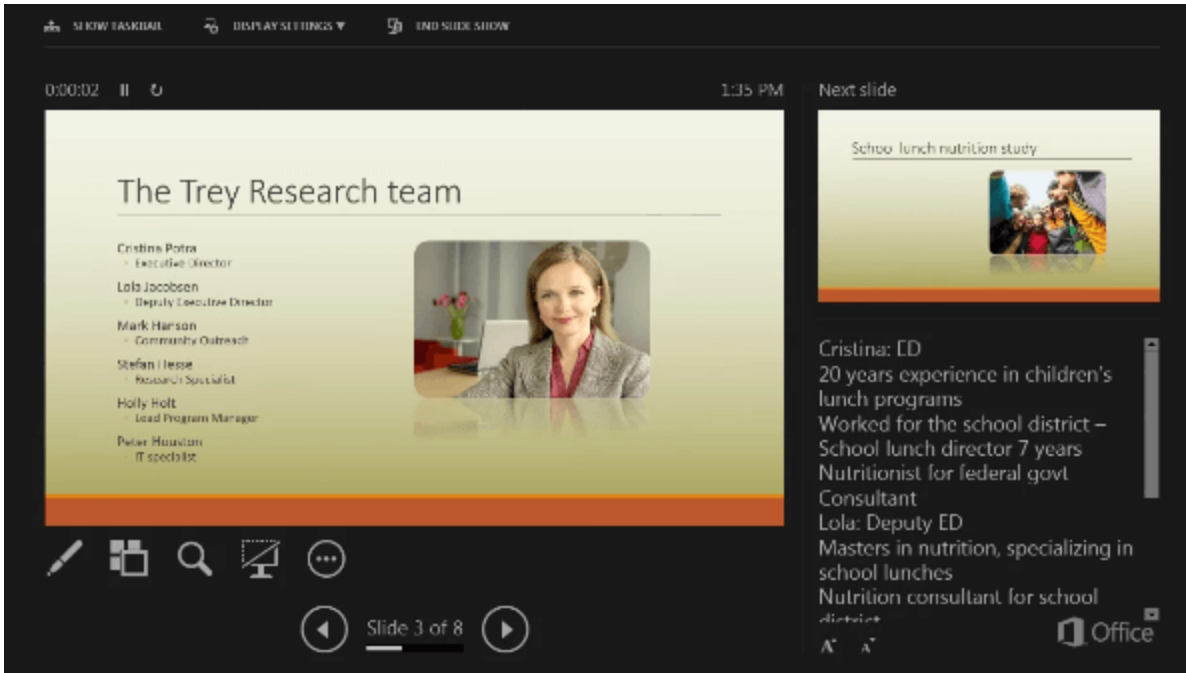 SHOW TASKBAR
DISPLAY SETTINGS ▼
END SLIDE SHOW
0:00:02
1:35 PM
Next slide
The Trey Research team
Cristina Potra
Executive Director
Lola Jacobsen
Deputy Executive Director
Mark Hanson
Community Outreach
Stefan Hesse
Research Specialist
Holly Holt
Lead Program Manager
Peter Houston
IT specialist
School lunch nutrition study
Cristina: ED
20 years experience in children's
lunch programs
Worked for the school district –
School lunch director 7 years
Nutritionist for federal govt
Consultant
Lola: Deputy ED
Masters in nutrition, specializing in
school lunches
Nutrition consultant for school
district
Slide 3 of 8
A A
Office